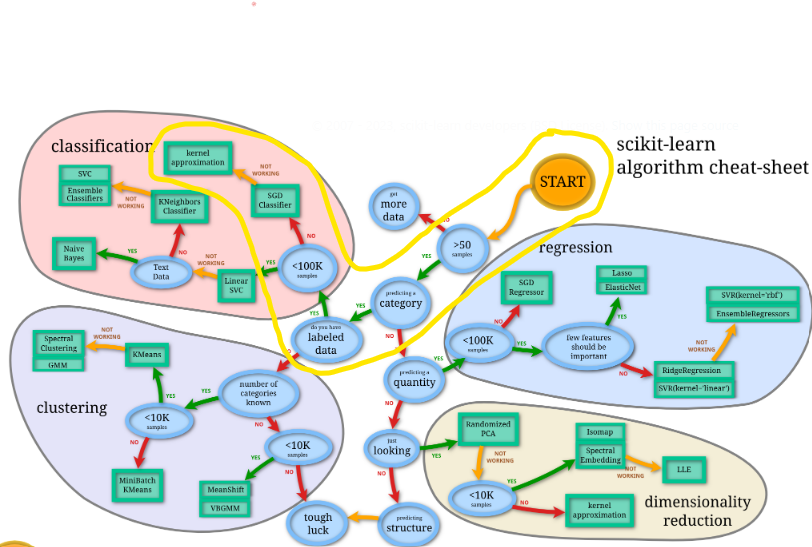 scikit-learn
algorithm cheat-sheet
classification
kernel
approximation
NOT
WORKING
SVC
Ensemble
Classifiers
NOT
WORKING
KNeighbors
Classifier
SGD
Classifier
NO
Naive
Bayes
YES
Text
Data
NO
NOT
WORKING
Linear
SVC
YES
<100K
samples
YES
START
get
more
data
NO
>50
samples
YES
predicting a
category
YES
NO
do you have
labeled
data
NO
regression
SGD
Regressor
NO
Lasso
ElasticNet
YES
SVR(kernel='rbf')
EnsembleRegressors
NOT
WORKING
<100K
samples
YES
few features
should be
important
NO
RidgeRegression
SVR(kernel='linear')
predicting a
quantity
YES
NO
clustering
Spectral
Clustering
GMM
NOT
WORKING
KMeans
YES
number of
categories
known
YES
NO
<10K
samples
NO
MiniBatch
KMeans
<10K
samples
YES
NO
MeanShift
VBGMM
just
looking
YES
NO
tough
luck
predicting
structure
Randomized
PCA
NOT
WORKING
<10K
samples
YES
NO
Isomap
Spectral
Embedding
NOT
WORKING
LLE
kernel
approximation
dimensionality
reduction